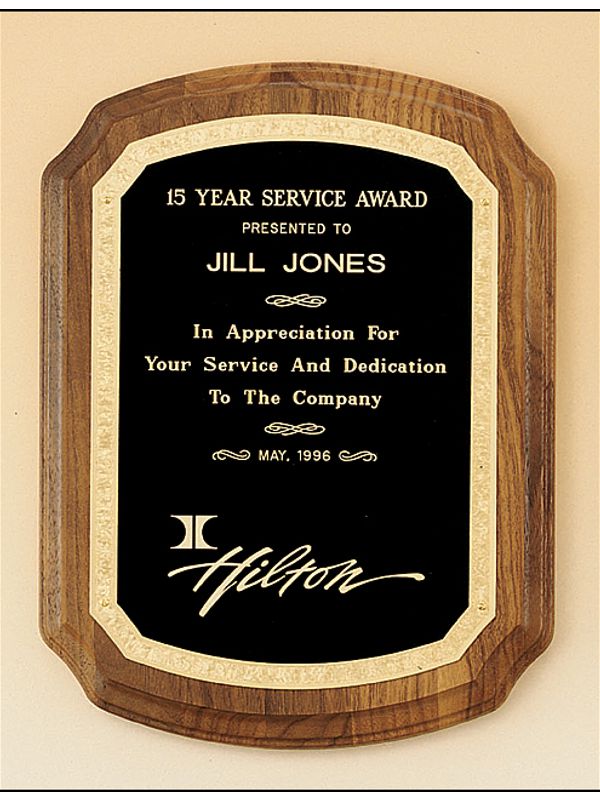 15 YEAR SERVICE AWARD
PRESENTED TO
JILL JONES
In Appreciation For
Your Service And Dedication
To The Company
MAY, 1996
Hilton